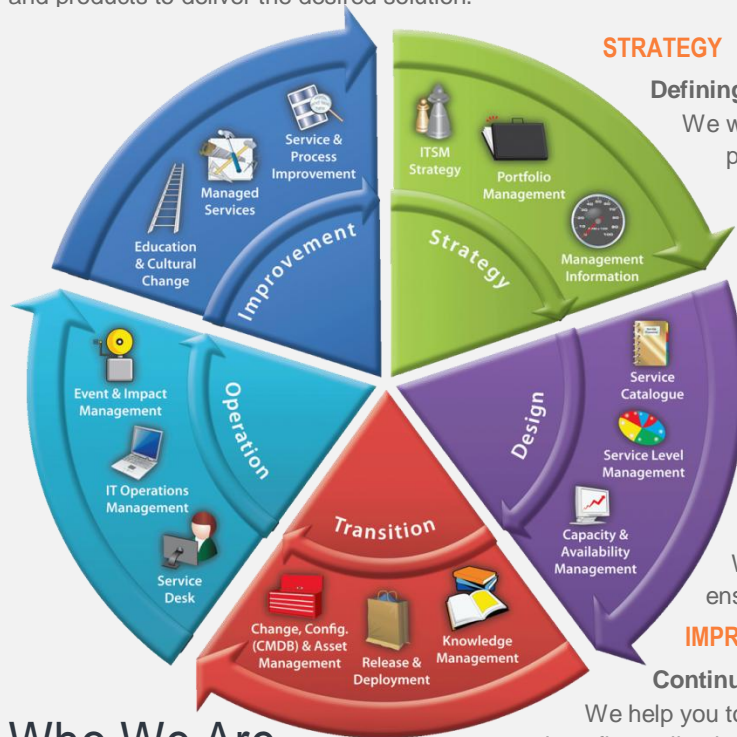 and products to deliver the desired solution.
STRATEGY
Defining
We w
p
Service &
Process
Improvement
Managed
Services
Education
& Cultural
Change
Improvement
ITSM
Strategy
Portfolio
Management
Management
Information
Strategy
Service
Catalogue
Service Level
Management
Capacity &
Availability
Management
Design
Transition
Change, Config.
(CMDB) & Asset
Management
Release &
Deployment
Knowledge
Management
Event & Impact
Management
IT Operations
Management
Service
Desk
Operation
ens
IMPR
Continu
We help you to
Who We Are